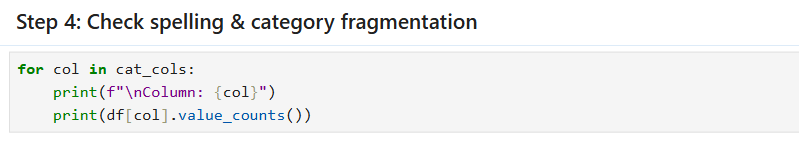 Step 4: Check spelling & category fragmentation
for col in cat_cols:
    print(f"\nColumn: {col}")
    print(df[col].value_counts())